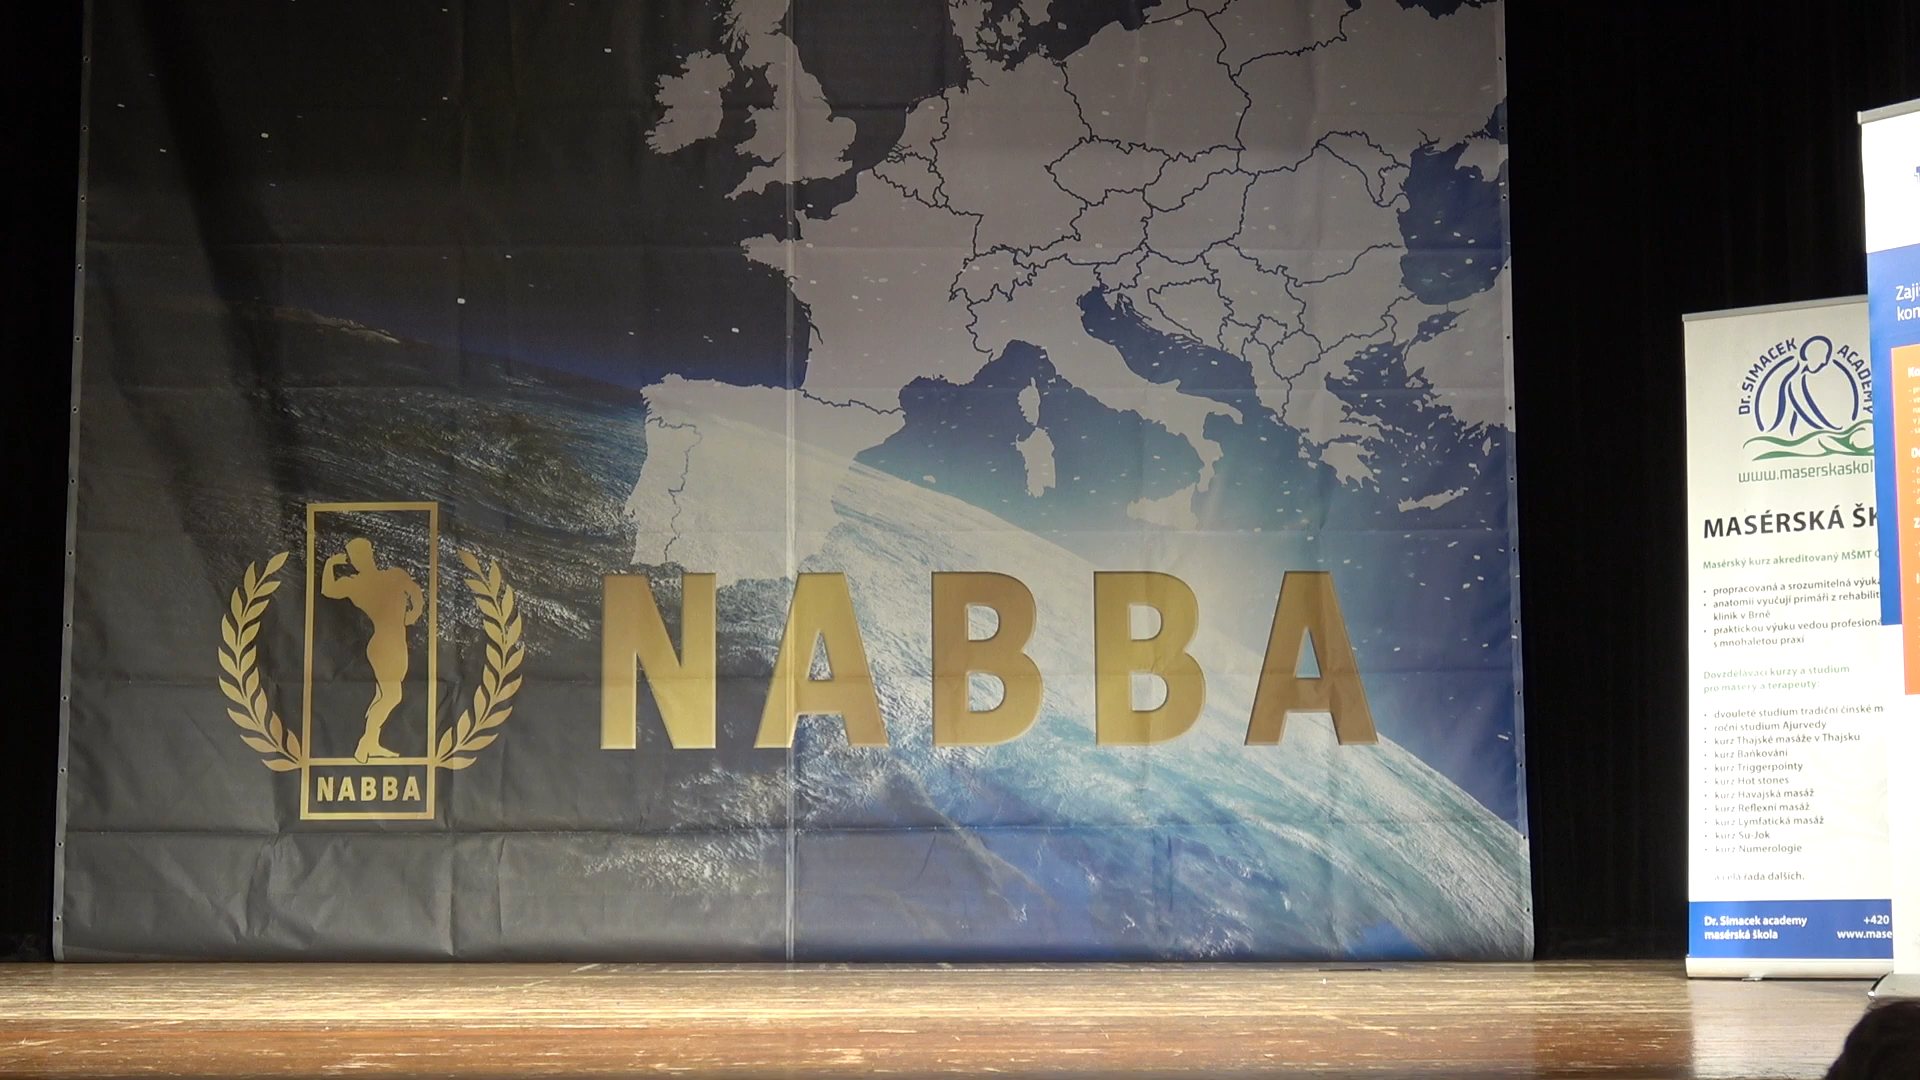 NABBA
NABBA
Dr. SIMACEK ACADEMY
www.maserskaskol
MASÉRSKÁ ŠK
Masérský kurz akreditovaný MŠMT Č
• propracovaná a srozumitelná výuka
• anatomii vyučují primáři z rehabilit
klinik v Brně
• praktickou výuku vedou profesioná
s mnohaletou praxí
Dovzdělávací kurzy a studium
pro maséry a terapeuty:
• dvouleté studium tradiční čínské m
• roční studium Ajurvedy
• kurz Thajské masáže v Thajsku
• kurz Baňkování
• kurz Triggerpointy
• kurz Hot stones
• kurz Havajská masáž
• kurz Reflexní masáž
• kurz Lymfatická masáž
• kurz Su-Jok
• kurz Numerologie
a celá řada dalších.
Dr. Simacek academy +420
masérská škola www.mase
Zaji
kon